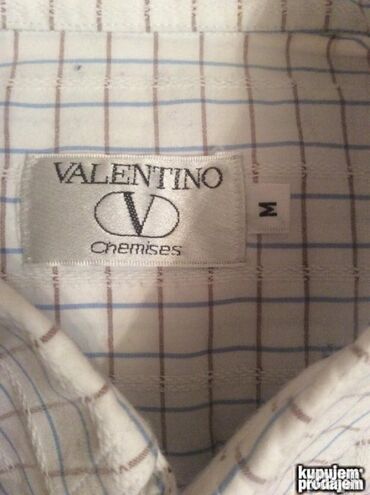 VALENTINO
V
Chemises
M
kupujem
prodajem